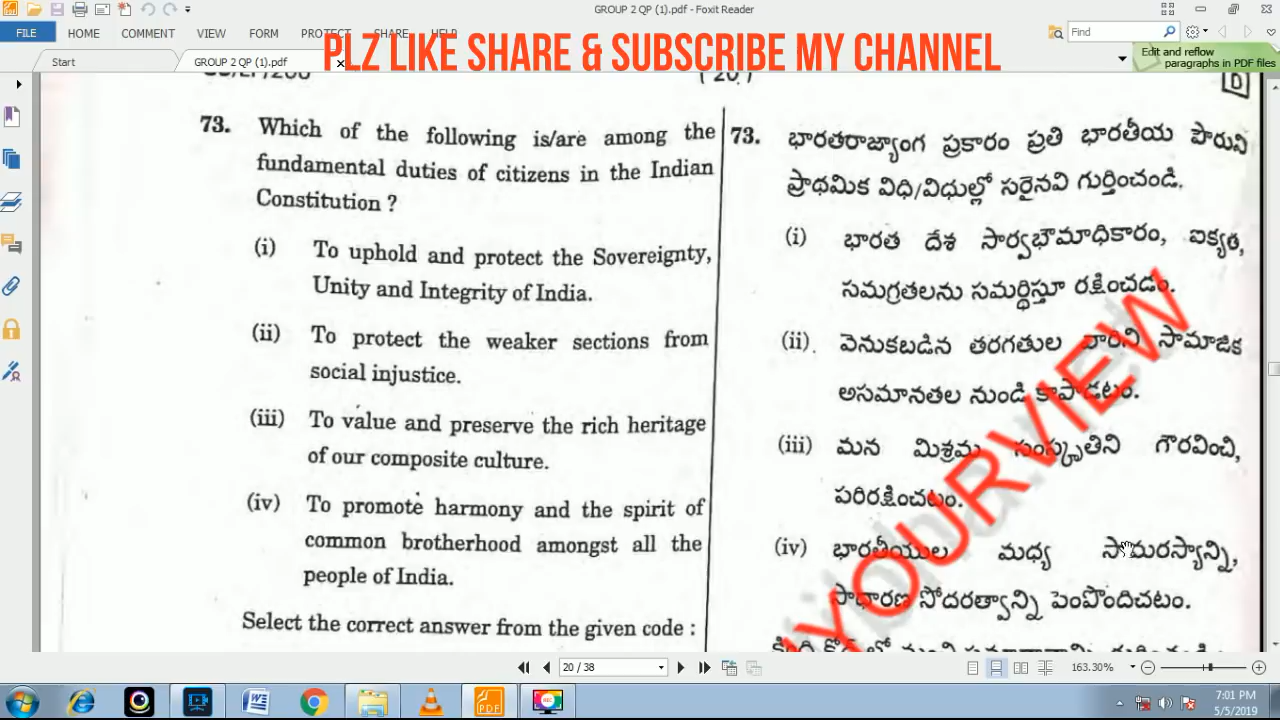 GROUP 2 QP (1).pdf - Foxit Reader
FILE HOME COMMENT VIEW FORM PROTECT SHARE HELP
Find
PLZ LIKE SHARE & SUBSCRIBE MY CHANNEL
Edit and reflow
paragraphs in PDF files
Start
GROUP 2 QP (1).pdf
( 20 )
D
73. Which of the following is/are among the
fundamental duties of citizens in the Indian
Constitution ?
(i) To uphold and protect the Sovereignty,
Unity and Integrity of India.
(ii) To protect the weaker sections from
social injustice.
(iii) To value and preserve the rich heritage
of our composite culture.
(iv) To promote harmony and the spirit of
common brotherhood amongst all the
people of India.
Select the correct answer from the given code :
73. భారతరాజ్యాంగ ప్రకారం ప్రతి భారతీయ పౌరుని
ప్రాథమిక విధి/విధుల్లో సరైనవి గుర్తించండి.
(i) భారత దేశ సార్వభౌమాధికారం, ఐక్యత,
సమగ్రతలను సమర్థిస్తూ రక్షించడం.
(ii). వెనుకబడిన తరగతుల వారిని సామాజిక
అసమానతల నుండి కాపాడటం.
(iii) మన మిశ్రమ సంస్కృతిని గౌరవించి,
పరిరక్షించటం.
(iv) భారతీయుల మధ్య సామరస్యాన్ని,
సాధారణ సోదరత్వాన్ని పెంపొందిచటం.
YOURVIEW
20 / 38
163.30%
7:01 PM
5/5/2019